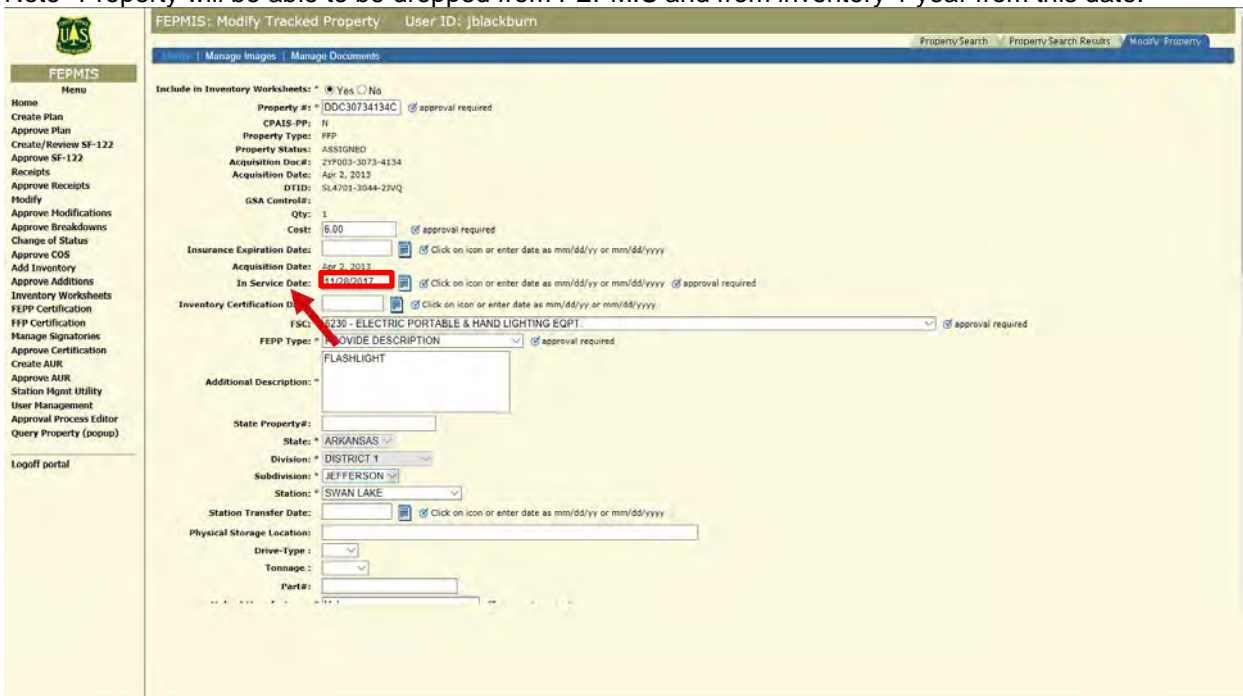 Note- Property will be able to be dropped from FEPMIS and from inventory 1 year from this date.
FEPMIS: Modify Tracked Property User ID: jblackburn
UAS
Property Search Property Search Results Modify Property
Modify | Manage Images | Manage Documents
FEPMIS
Menu
Home
Create Plan
Approve Plan
Create/Review SF-122
Approve SF-122
Receipts
Approve Receipts
Modify
Approve Modifications
Approve Breakdowns
Change of Status
Approve COS
Add Inventory
Approve Additions
Inventory Worksheets
FEPP Certification
FFP Certification
Manage Signatories
Approve Certification
Create AUR
Approve AUR
Station Mgmt Utility
User Management
Approval Process Editor
Query Property (popup)
Logoff portal
Include in Inventory Worksheets: * Yes No
Property #: * DDC30734134C approval required
CPAIS-PP: N
Property Type: FFP
Property Status: ASSIGNED
Acquisition Doc#: 2YF003-3073-4134
Acquisition Date: Apr 2, 2013
DTID: SL4701-3044-23VQ
GSA Control#:
Qty: 1
Cost: 6.00 approval required
Insurance Expiration Date: Click on icon or enter date as mm/dd/yy or mm/dd/yyyy
Acquisition Date: Apr 2, 2013
In Service Date: 11/28/2017 Click on icon or enter date as mm/dd/yy or mm/dd/yyyy approval required
Inventory Certification Click on icon or enter date as mm/dd/yy or mm/dd/yyyy
FSC: 6230 - ELECTRIC PORTABLE & HAND LIGHTING EQPT. approval required
FEPP Type: * PROVIDE DESCRIPTION approval required
Additional Description: * FLASHLIGHT
State Property#:
State: * ARKANSAS
Division: * DISTRICT 1
Subdivision: * JEFFERSON
Station: * SWAN LAKE
Station Transfer Date: Click on icon or enter date as mm/dd/yy or mm/dd/yyyy
Physical Storage Location:
Drive-Type :
Tonnage :
Part#: